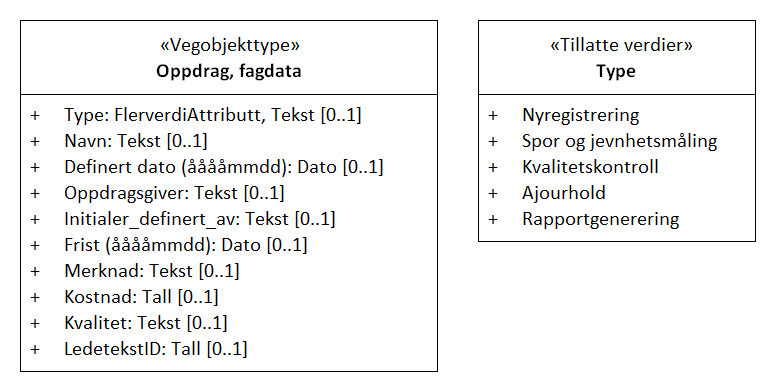 «Vegobjekttype»
Oppdrag, fagdata
+ Type: FlerverdiAttributt, Tekst [0..1]
+ Navn: Tekst [0..1]
+ Definert dato (ååååmmdd): Dato [0..1]
+ Oppdragsgiver: Tekst [0..1]
+ Initialer_definert_av: Tekst [0..1]
+ Frist (ååååmmdd): Dato [0..1]
+ Merknad: Tekst [0..1]
+ Kostnad: Tall [0..1]
+ Kvalitet: Tekst [0..1]
+ LedetekstID: Tall [0..1]
«Tillatte verdier»
Type
+ Nyregistrering
+ Spor og jevnhetsmåling
+ Kvalitetskontroll
+ Ajourhold
+ Rapportgenerering